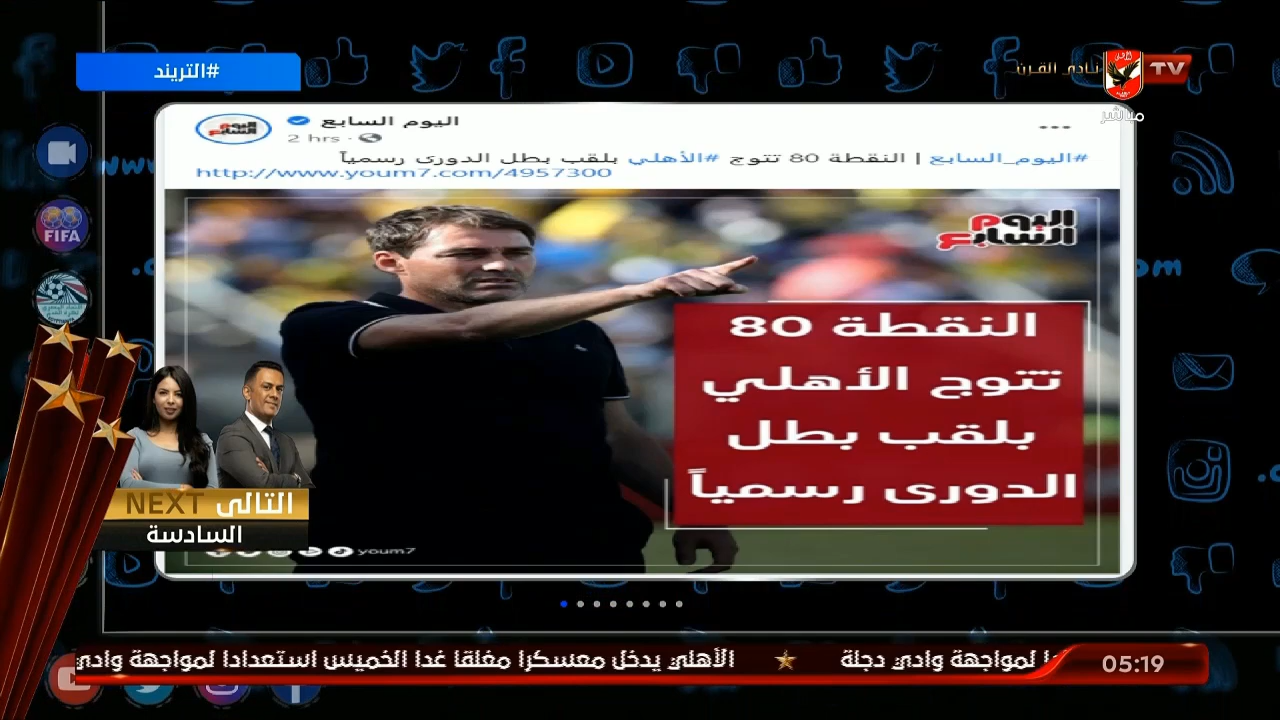 #التريند
نادي القرن
TV
مباشر
اليوم السابع
2 hrs
#اليوم_السابع | النقطة 80 تتوج #الأهلي بلقب بطل الدورى رسمياً
http://www.youm7.com/4957300
اليوم السابع
النقطة 80
تتوج الأهلي
بلقب بطل
الدورى رسمياً
FIFA
التالى NEXT
السادسة
youm7
لمواجهة وادي دجلة ★ الأهلي يدخل معسكرا مغلقا غدا الخميس استعدادا لمواجهة وادي
05:19